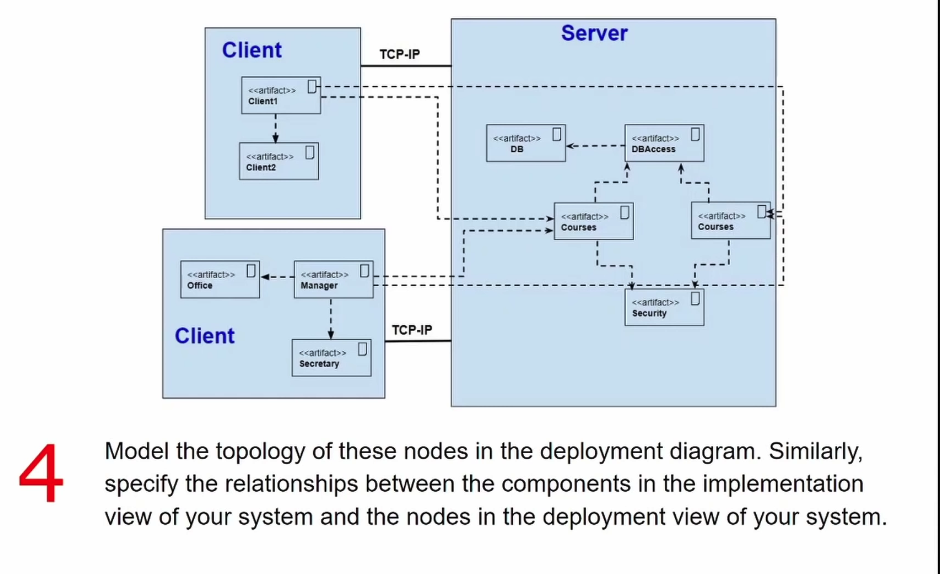 Client
<<artifact>>
Client1
<<artifact>>
Client2
TCP-IP
Server
<<artifact>>
DB
<<artifact>>
DBAccess
<<artifact>>
Courses
<<artifact>>
Courses
<<artifact>>
Security
<<artifact>>
Office
<<artifact>>
Manager
Client
<<artifact>>
Secretary
TCP-IP
4
Model the topology of these nodes in the deployment diagram. Similarly,
specify the relationships between the components in the implementation
view of your system and the nodes in the deployment view of your system.